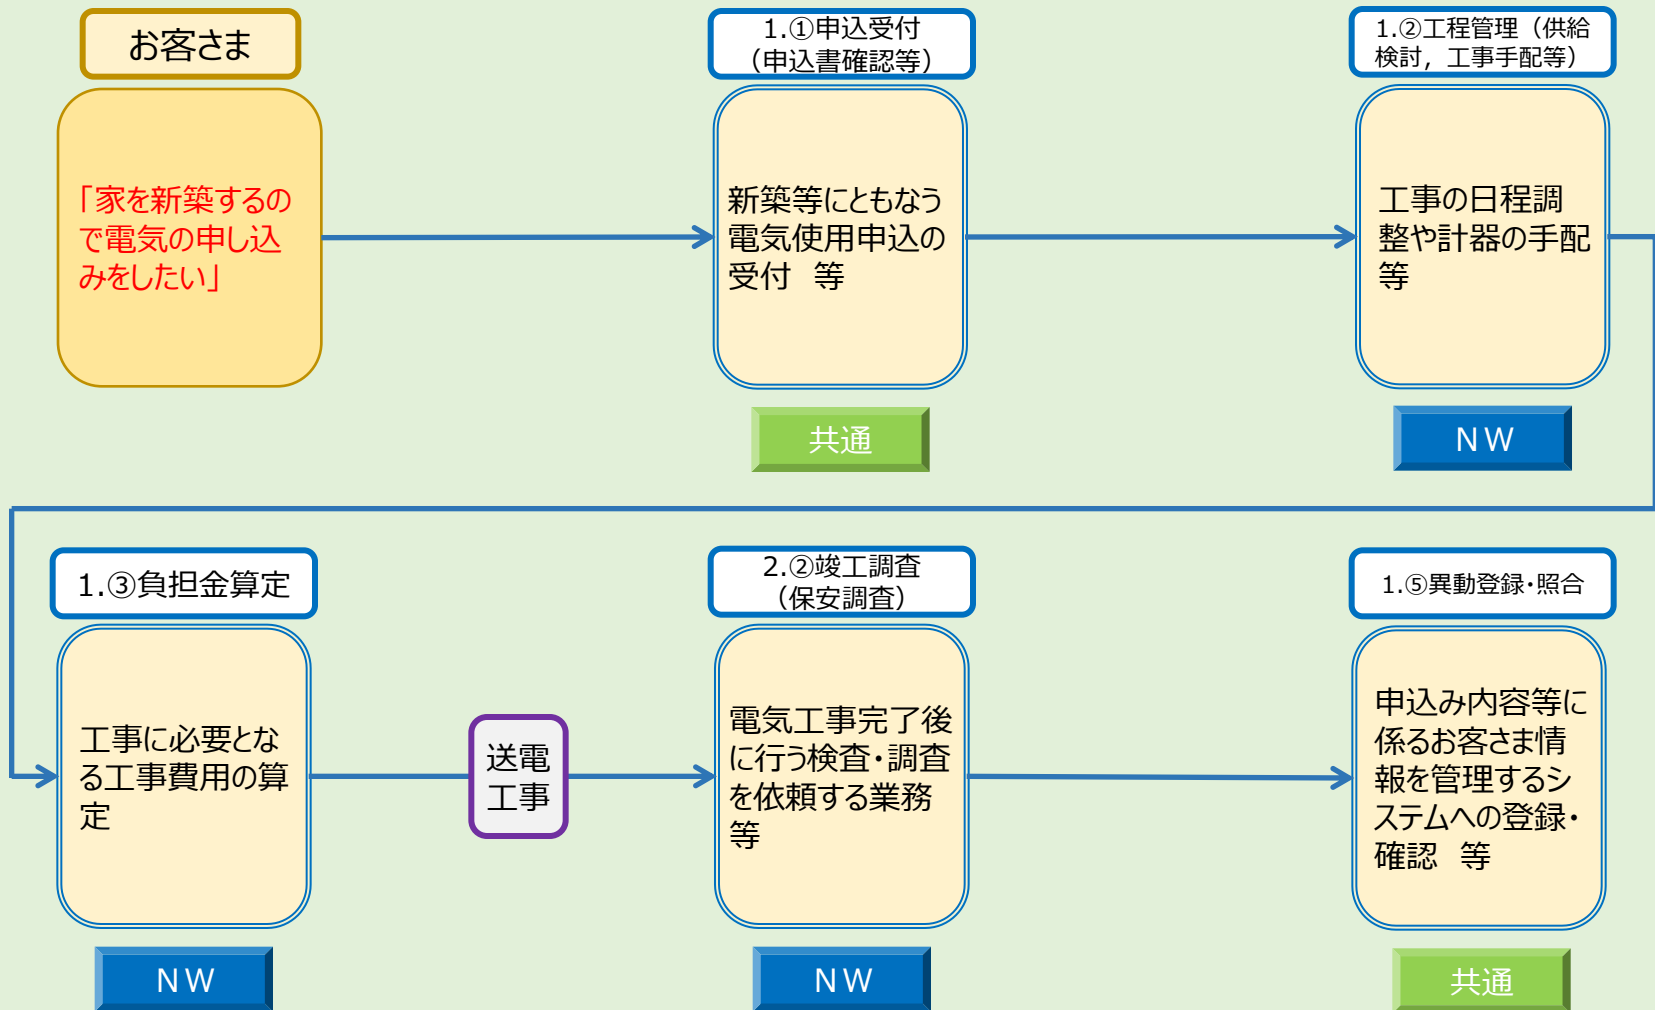 お客さま
「家を新築するの
で電気の申し込
みをしたい」
1.①申込受付
（申込書確認等）
新築等にともなう
電気使用申込の
受付　等
共通
1.②工程管理（供給
検討，工事手配等）
工事の日程調
整や計器の手配
等
ＮＷ
1.③負担金算定
工事に必要とな
る工事費用の算
定
ＮＷ
送電
工事
2.②竣工調査
（保安調査）
電気工事完了後
に行う検査・調査
を依頼する業務
等
ＮＷ
1.⑤異動登録・照合
申込み内容等に
係るお客さま情
報を管理するシ
ステムへの登録・
確認　等
共通